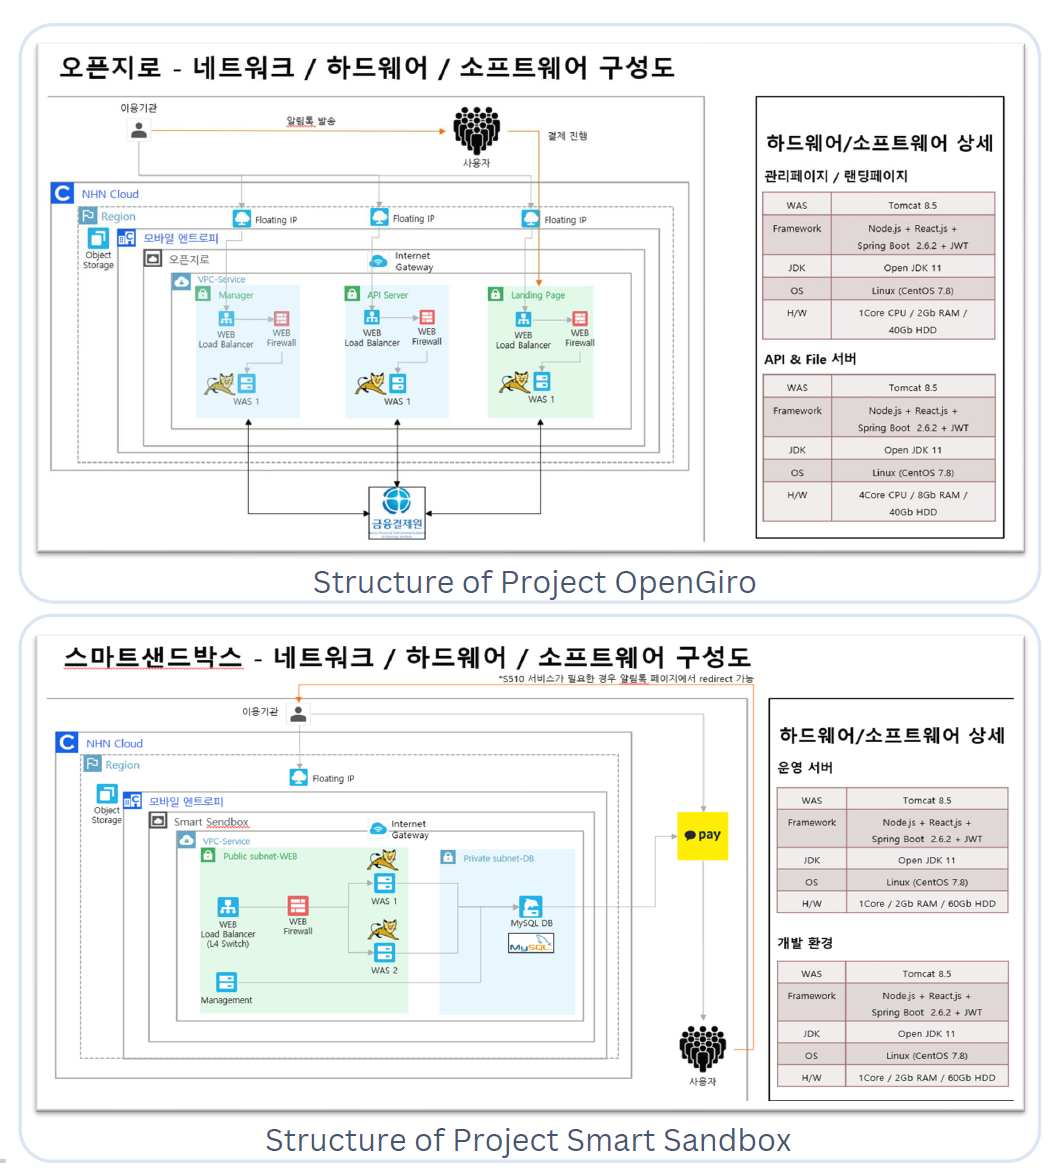 오픈지로 - 네트워크 / 하드웨어 / 소프트웨어 구성도
이용기관
알림톡 발송
사용자
결제 진행
NHN Cloud
Region
Floating IP
Floating IP
Floating IP
Object
Storage
모바일 엔트로피
오픈지로
Internet
Gateway
VPC-Service
Manager
API Server
Landing Page
WEB
Load Balancer
WEB
Firewall
WEB
Load Balancer
WEB
Firewall
WEB
Load Balancer
WEB
Firewall
WAS 1
WAS 1
WAS 1
금융결제원
하드웨어/소프트웨어 상세
관리페이지 / 랜딩페이지
WAS Tomcat 8.5
Framework Node.js + React.js +
Spring Boot 2.6.2 + JWT
JDK Open JDK 11
OS Linux (CentOS 7.8)
H/W 1Core CPU / 2Gb RAM /
40Gb HDD
API & File 서버
WAS Tomcat 8.5
Framework Node.js + React.js +
Spring Boot 2.6.2 + JWT
JDK Open JDK 11
OS Linux (CentOS 7.8)
H/W 4Core CPU / 8Gb RAM /
40Gb HDD
Structure of Project OpenGiro
스마트샌드박스 - 네트워크 / 하드웨어 / 소프트웨어 구성도
*S510 서비스가 필요한 경우 알림톡 페이지에서 redirect 가능
이용기관
NHN Cloud
Region
Floating IP
Object
Storage
모바일 엔트로피
Smart Sendbox
Internet
Gateway
VPC-Service
Public subnet-WEB
Private subnet-DB
WEB
Load Balancer
(L4 Switch)
WEB
Firewall
WAS 1
WAS 2
MySQL DB
MySQL
Management
pay
사용자
하드웨어/소프트웨어 상세
운영 서버
WAS Tomcat 8.5
Framework Node.js + React.js +
Spring Boot 2.6.2 + JWT
JDK Open JDK 11
OS Linux (CentOS 7.8)
H/W 1Core / 2Gb RAM / 60Gb HDD
개발 환경
WAS Tomcat 8.5
Framework Node.js + React.js +
Spring Boot 2.6.2 + JWT
JDK Open JDK 11
OS Linux (CentOS 7.8)
H/W 1Core / 2Gb RAM / 60Gb HDD
Structure of Project Smart Sandbox